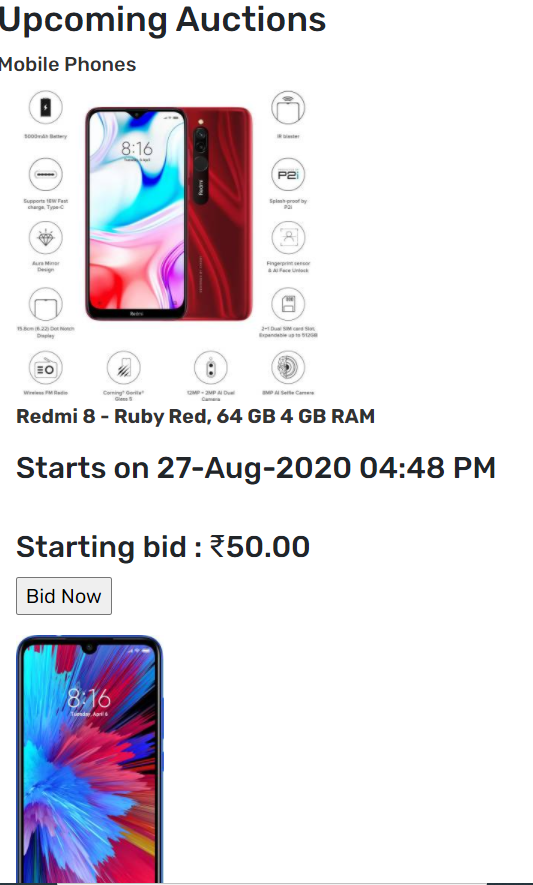 Upcoming Auctions
Mobile Phones
5000mAh Battery
IR blaster
8:16
Redmi
Supports 18W Fast
charge, Type-C
P2i
Splash-proof by
P2i
Aura Mirror
Design
Fingerprint sensor
& AI Face Unlock
15.8cm (6.22) Dot Notch
Display
Redmi
2+1 Dual SIM card Slot,
Expandable up to 512GB
Wireless FM Radio
Corning® Gorilla®
Glass 5
12MP + 2MP AI Dual
Camera
8MP AI Selfie Camera
Redmi 8 - Ruby Red, 64 GB 4 GB RAM
Starts on 27-Aug-2020 04:48 PM
Starting bid : ₹50.00
Bid Now
8:16
Tuesday, April 6